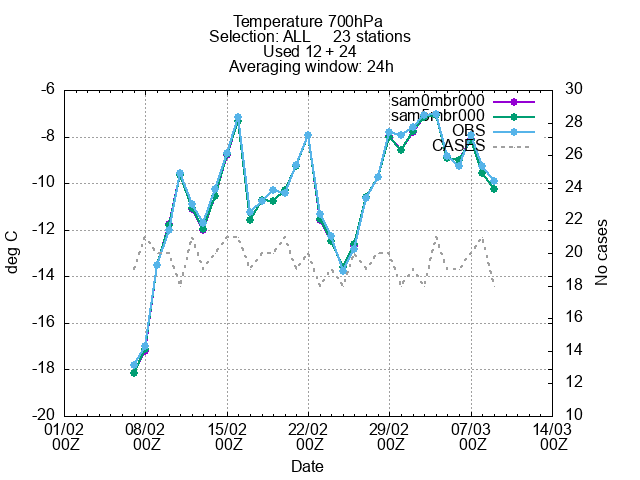 Temperature 700hPa
Selection: ALL 23 stations
Used 12 + 24
Averaging window: 24h
sam0mbr000
sam5mbr000
OBS
CASES
deg C
-6
-8
-10
-12
-14
-16
-18
-20
No cases
30
28
26
24
22
20
18
16
14
12
10
01/02 08/02 15/02 22/02 29/02 07/03 14/03
00Z 00Z 00Z 00Z 00Z 00Z 00Z
Date